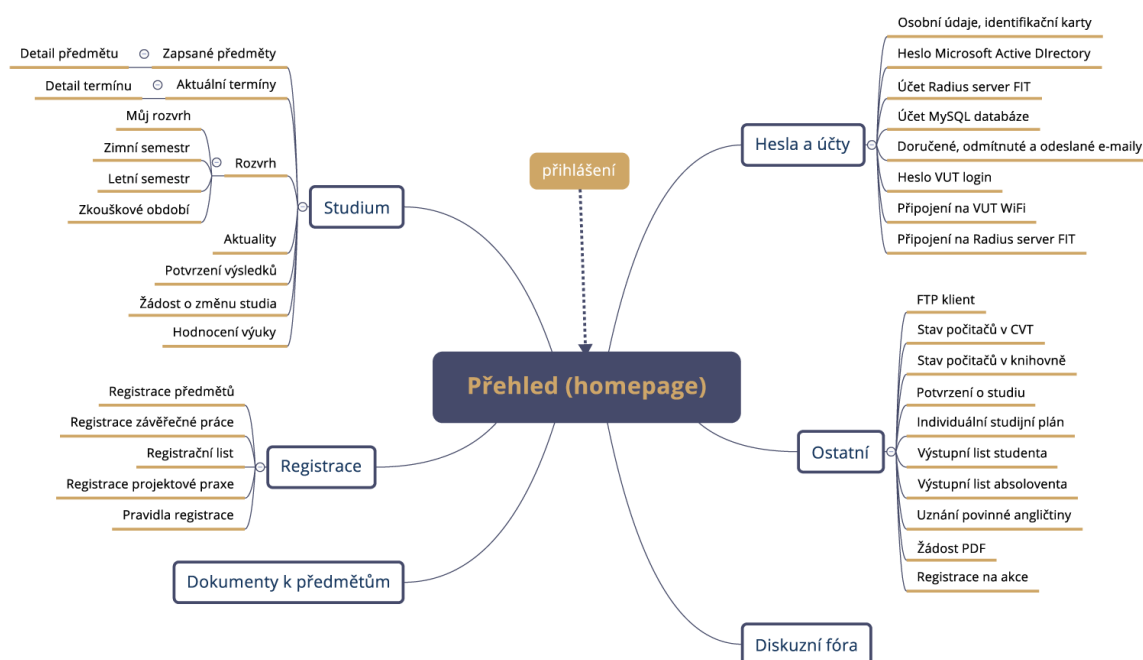 přihlášení
Přehled (homepage)
Studium
Zapsané předměty
Detail předmětu
Aktuální termíny
Detail termínu
Rozvrh
Můj rozvrh
Zimní semestr
Letní semestr
Zkouškové období
Aktuality
Potvrzení výsledků
Žádost o změnu studia
Hodnocení výuky
Registrace
Registrace předmětů
Registrace závěřečné práce
Registrační list
Registrace projektové praxe
Pravidla registrace
Dokumenty k předmětům
Hesla a účty
Osobní údaje, identifikační karty
Heslo Microsoft Active DIrectory
Účet Radius server FIT
Účet MySQL databáze
Doručené, odmítnuté a odeslané e-maily
Heslo VUT login
Připojení na VUT WiFi
Připojení na Radius server FIT
Ostatní
FTP klient
Stav počitačů v CVT
Stav počitačů v knihovně
Potvrzení o studiu
Individuální studijní plán
Výstupní list studenta
Výstupní list absoloventa
Uznání povinné angličtiny
Žádost PDF
Registrace na akce
Diskuzní fóra